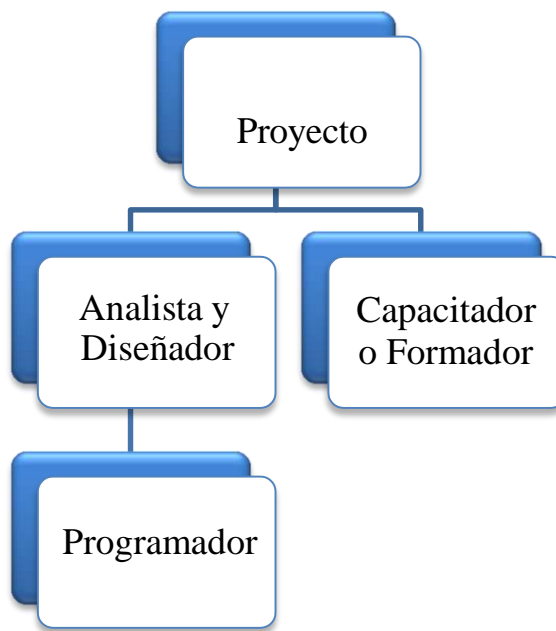 Proyecto
Analista y
Diseñador
Capacitador
o Formador
Programador